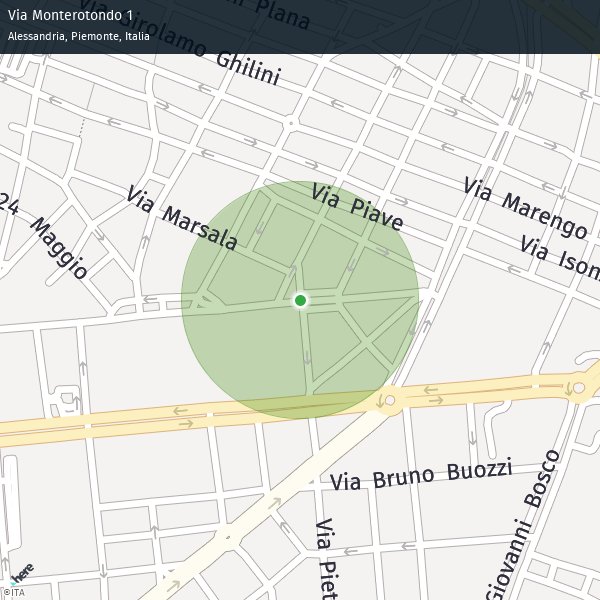 Via Monterotondo 1
Alessandria, Piemonte, Italia
Via Girolamo Ghilini
Plana
Via Piave
Via Marengo
Via Marsala
24 Maggio
Via Ison
Via Bruno Buozzi
Giovanni Bosco
Via Piet
here
©ITA